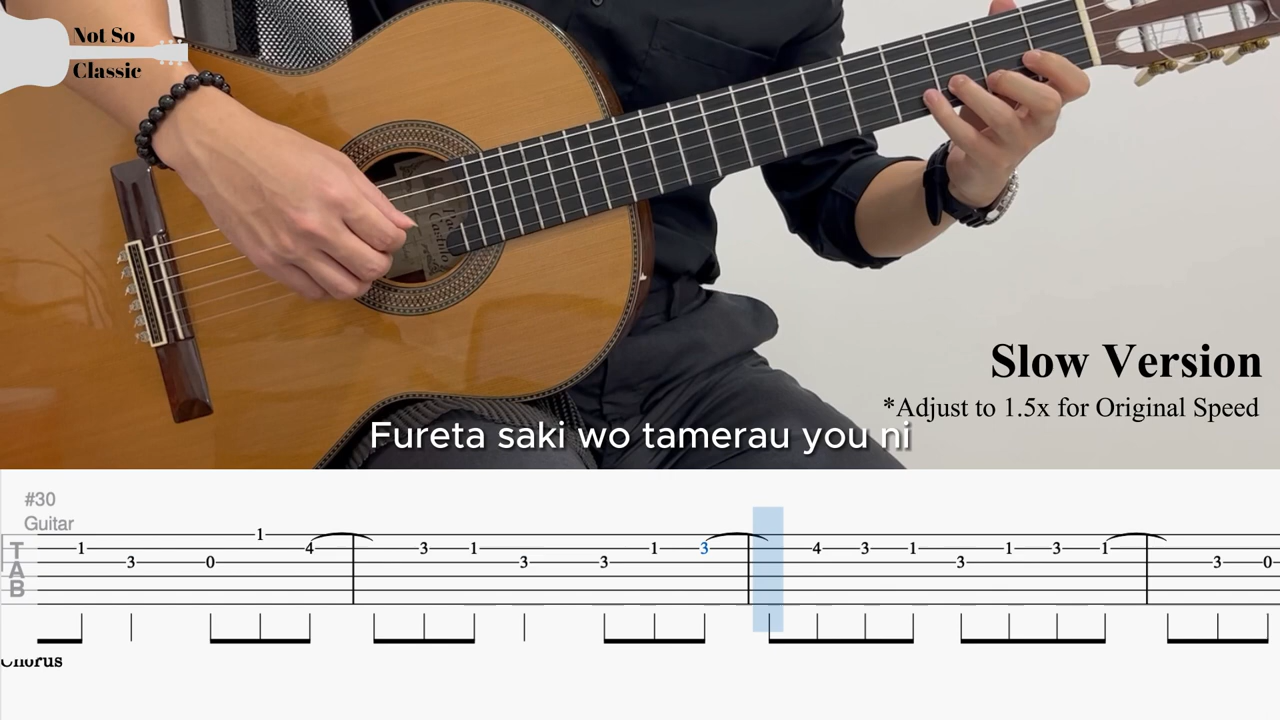 Not So
Classic
Slow Version
*Adjust to 1.5x for Original Speed
Fureta saki wo tamerau you ni
#30
Guitar
1 3 0 1 4 3 1 3 3 1 3 4 3 1 3 1 3 1 3 0
T
A
B
Chorus